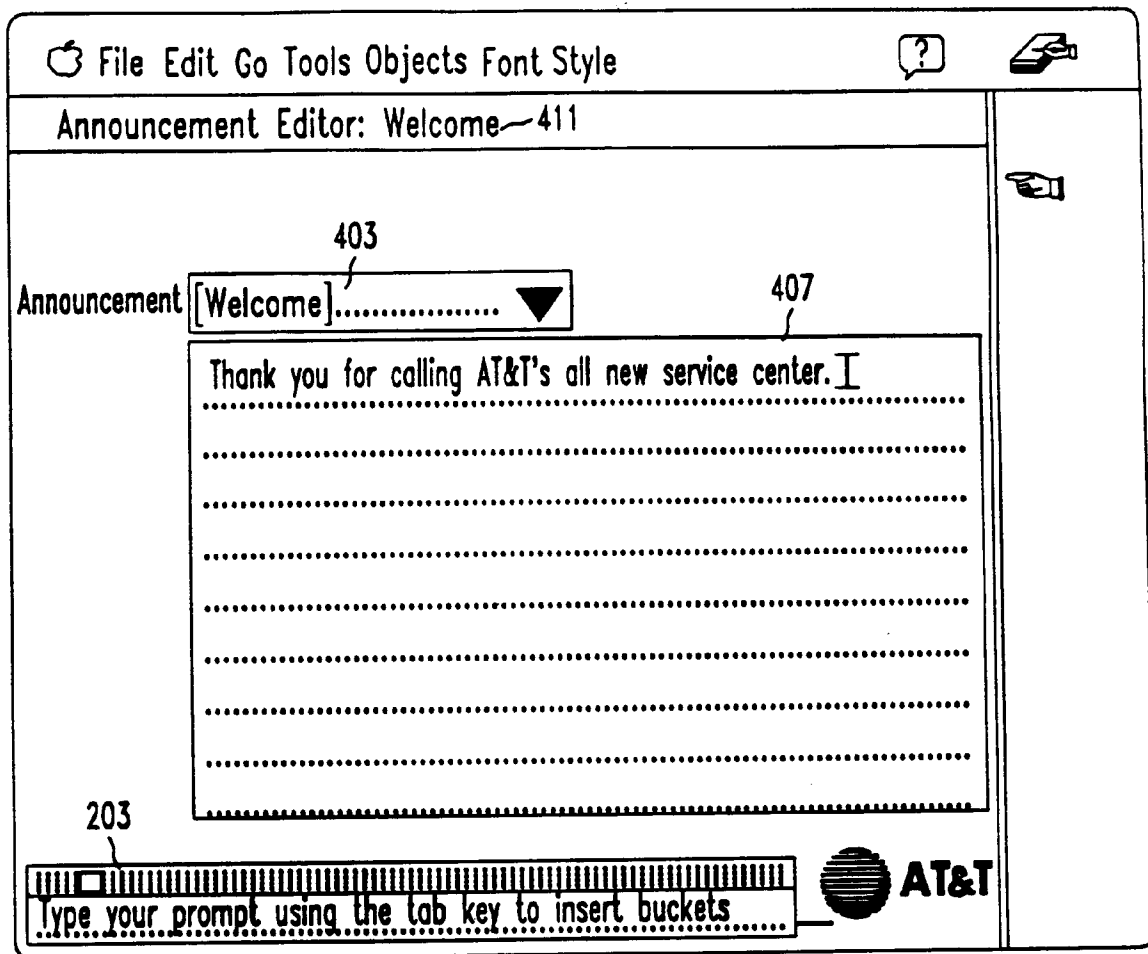 File Edit Go Tools Objects Font Style ?
Announcement Editor: Welcome 411
403
Announcement [Welcome].................
407
Thank you for calling AT&T's all new service center.
203
Type your prompt using the tab key to insert buckets
AT&T